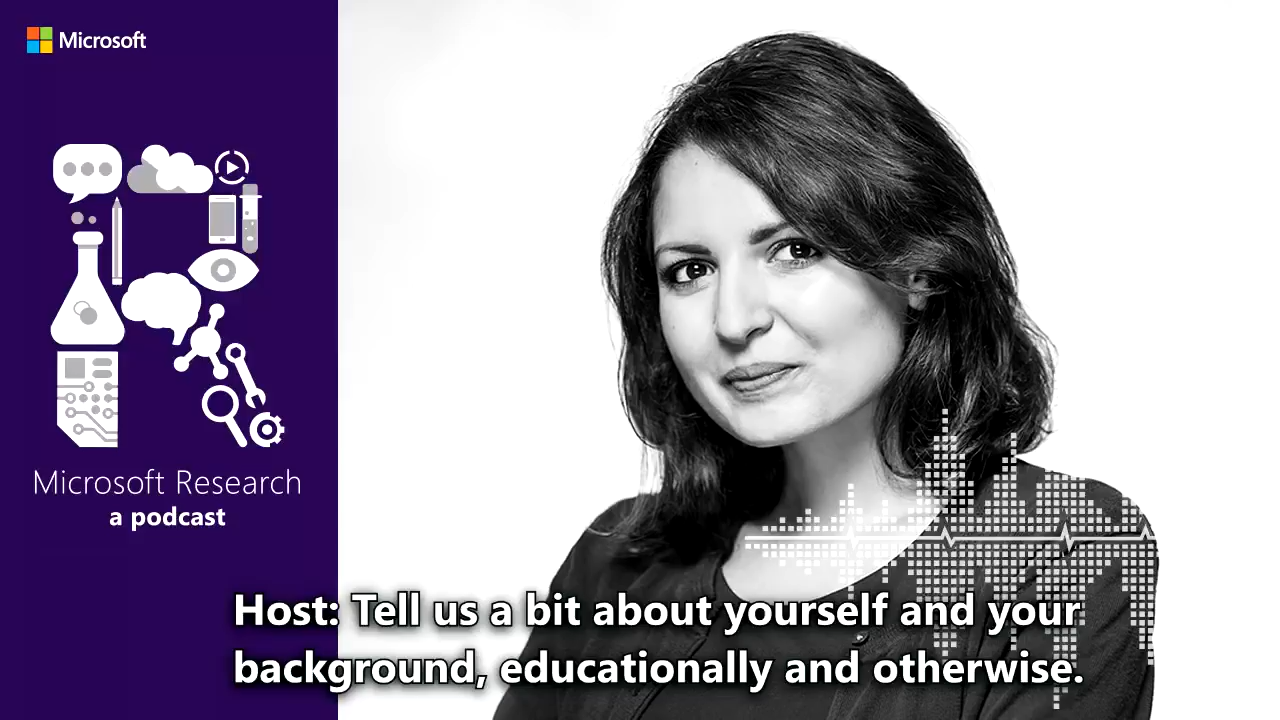 Microsoft
Microsoft Research
a podcast
Host: Tell us a bit about yourself and your
background, educationally and otherwise.